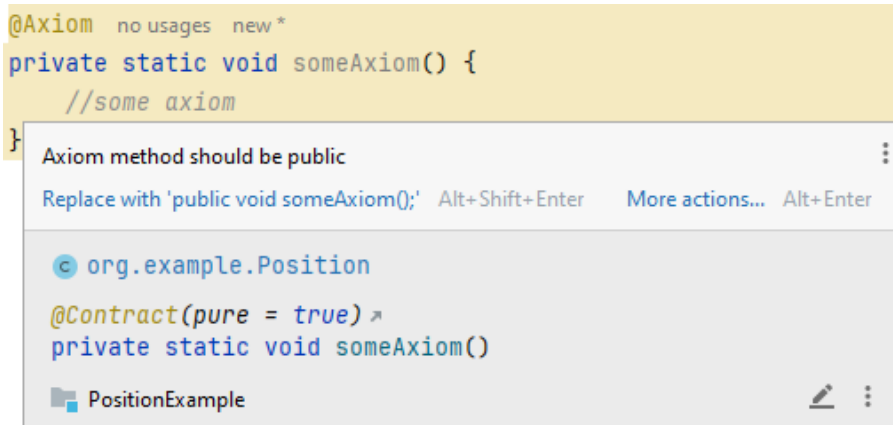 @Axiom no usages new *
private static void someAxiom() {
//some axiom
}
Axiom method should be public
Replace with 'public void someAxiom();' Alt+Shift+Enter More actions... Alt+Enter
c org.example.Position
@Contract(pure = true)
private static void someAxiom()
PositionExample